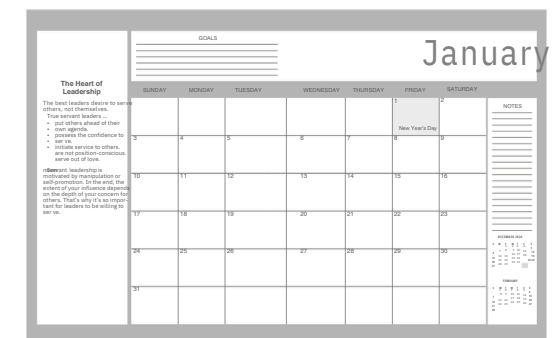 GOALS
January
The Heart of
Leadership
The best leaders desire to serve
others, not themselves.
True servant leaders ...
• put others ahead of their
• own agenda.
• possess the confidence to
• ser ve.
• initiate service to others.
are not position-conscious.
serve out of love.
servant leadership is
motivated by manipulation or
self-promotion. In the end, the
extent of your influence depends
on the depth of your concern for
others. That's why it's so impor-
tant for leaders to be willing to
ser ve.
SUNDAY MONDAY TUESDAY WEDNESDAY THURSDAY FRIDAY SATURDAY
1 2
New Year's Day
3 4 5 6 7 8 9
10 11 12 13 14 15 16
17 18 19 20 21 22 23
24 25 26 27 28 29 30
31
NOTES
FEBRUARY